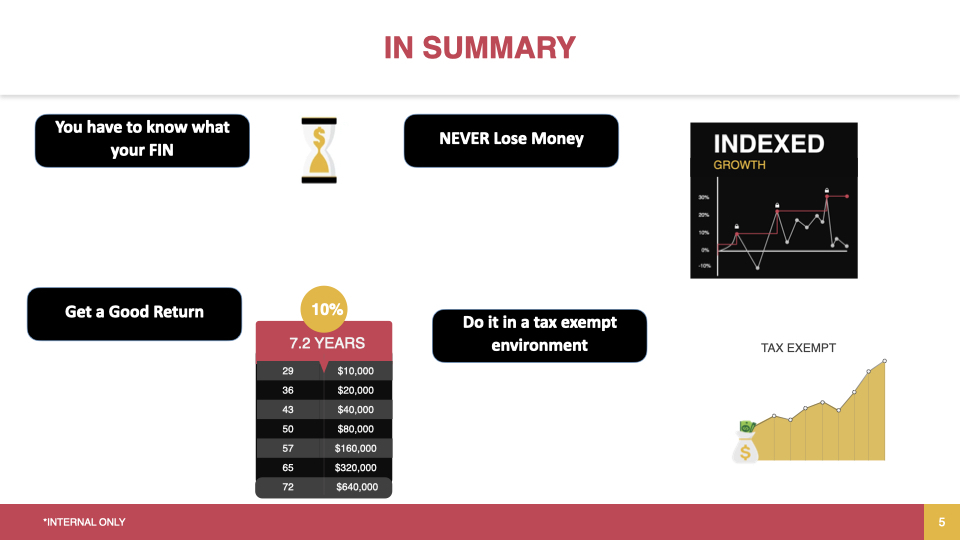 IN SUMMARY
You have to know what
your FIN
$
NEVER Lose Money
INDEXED
GROWTH
30%
20%
10%
0%
-10%
Get a Good Return
10%
7.2 YEARS
29 $10,000
36 $20,000
43 $40,000
50 $80,000
57 $160,000
65 $320,000
72 $640,000
Do it in a tax exempt
environment
TAX EXEMPT
$
*INTERNAL ONLY
5